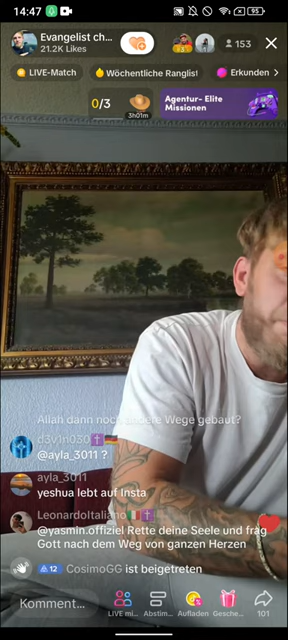 14:47
95
Evangelist ch...
21.2K Likes
153
LIVE-Match
Wöchentliche Ranglist
Erkunden
0/3
3h01m
Agentur- Elite
Missionen
Allah dann noch andere Wege gebaut?
d3v1n030
@ayla_3011 ?
ayla_3011
yeshua lebt auf Insta
LeonardoItaliano
@yasmin.offiziel Rette deine Seele und frag
Gott nach dem Weg von ganzen Herzen
12 CosimoGG ist beigetreten
Komment...
LIVE mi...
Abstim...
Aufladen
Gesche...
101